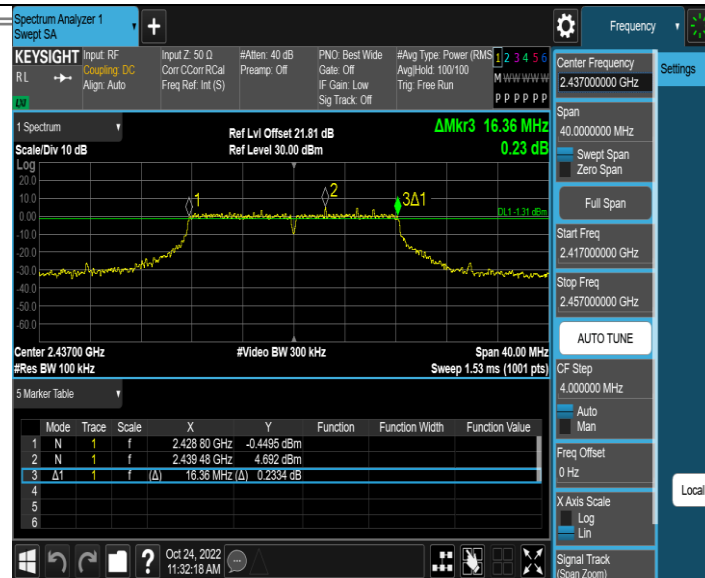 Spectrum Analyzer 1
Swept SA
+
Frequency
KEYSIGHT
RL
LXI
Input: RF
Coupling: DC
Align: Auto
Input Z: 50 Ω
Corr CCorr RCal
Freq Ref: Int (S)
#Atten: 40 dB
Preamp: Off
PNO: Best Wide
Gate: Off
IF Gain: Low
Sig Track: Off
#Avg Type: Power (RMS
Avg|Hold: 100/100
Trig: Free Run
1 2 3 4 5 6
M W W W W W
P P P P P P
1 Spectrum
Scale/Div 10 dB
Ref Lvl Offset 21.81 dB
Ref Level 30.00 dBm
ΔMkr3 16.36 MHz
0.23 dB
Log
20.0
10.0
0.00
-10.0
-20.0
-30.0
-40.0
-50.0
-60.0
1
2
3Δ1
DL1 -1.31 dBm
Center 2.43700 GHz
#Res BW 100 kHz
#Video BW 300 kHz
Span 40.00 MHz
Sweep 1.53 ms (1001 pts)
5 Marker Table
Mode Trace Scale X Y Function Function Width Function Value
1 N 1 f 2.428 80 GHz -0.4495 dBm
2 N 1 f 2.439 48 GHz 4.692 dBm
3 Δ1 1 f (Δ) 16.36 MHz (Δ) 0.2334 dB
4
5
6
?
Oct 24, 2022
11:32:18 AM
Center Frequency
2.437000000 GHz
Span
40.0000000 MHz
Swept Span
Zero Span
Full Span
Start Freq
2.417000000 GHz
Stop Freq
2.457000000 GHz
AUTO TUNE
CF Step
4.000000 MHz
Auto
Man
Freq Offset
0 Hz
X Axis Scale
Log
Lin
Signal Track
(Span Zoom)
Settings
Local